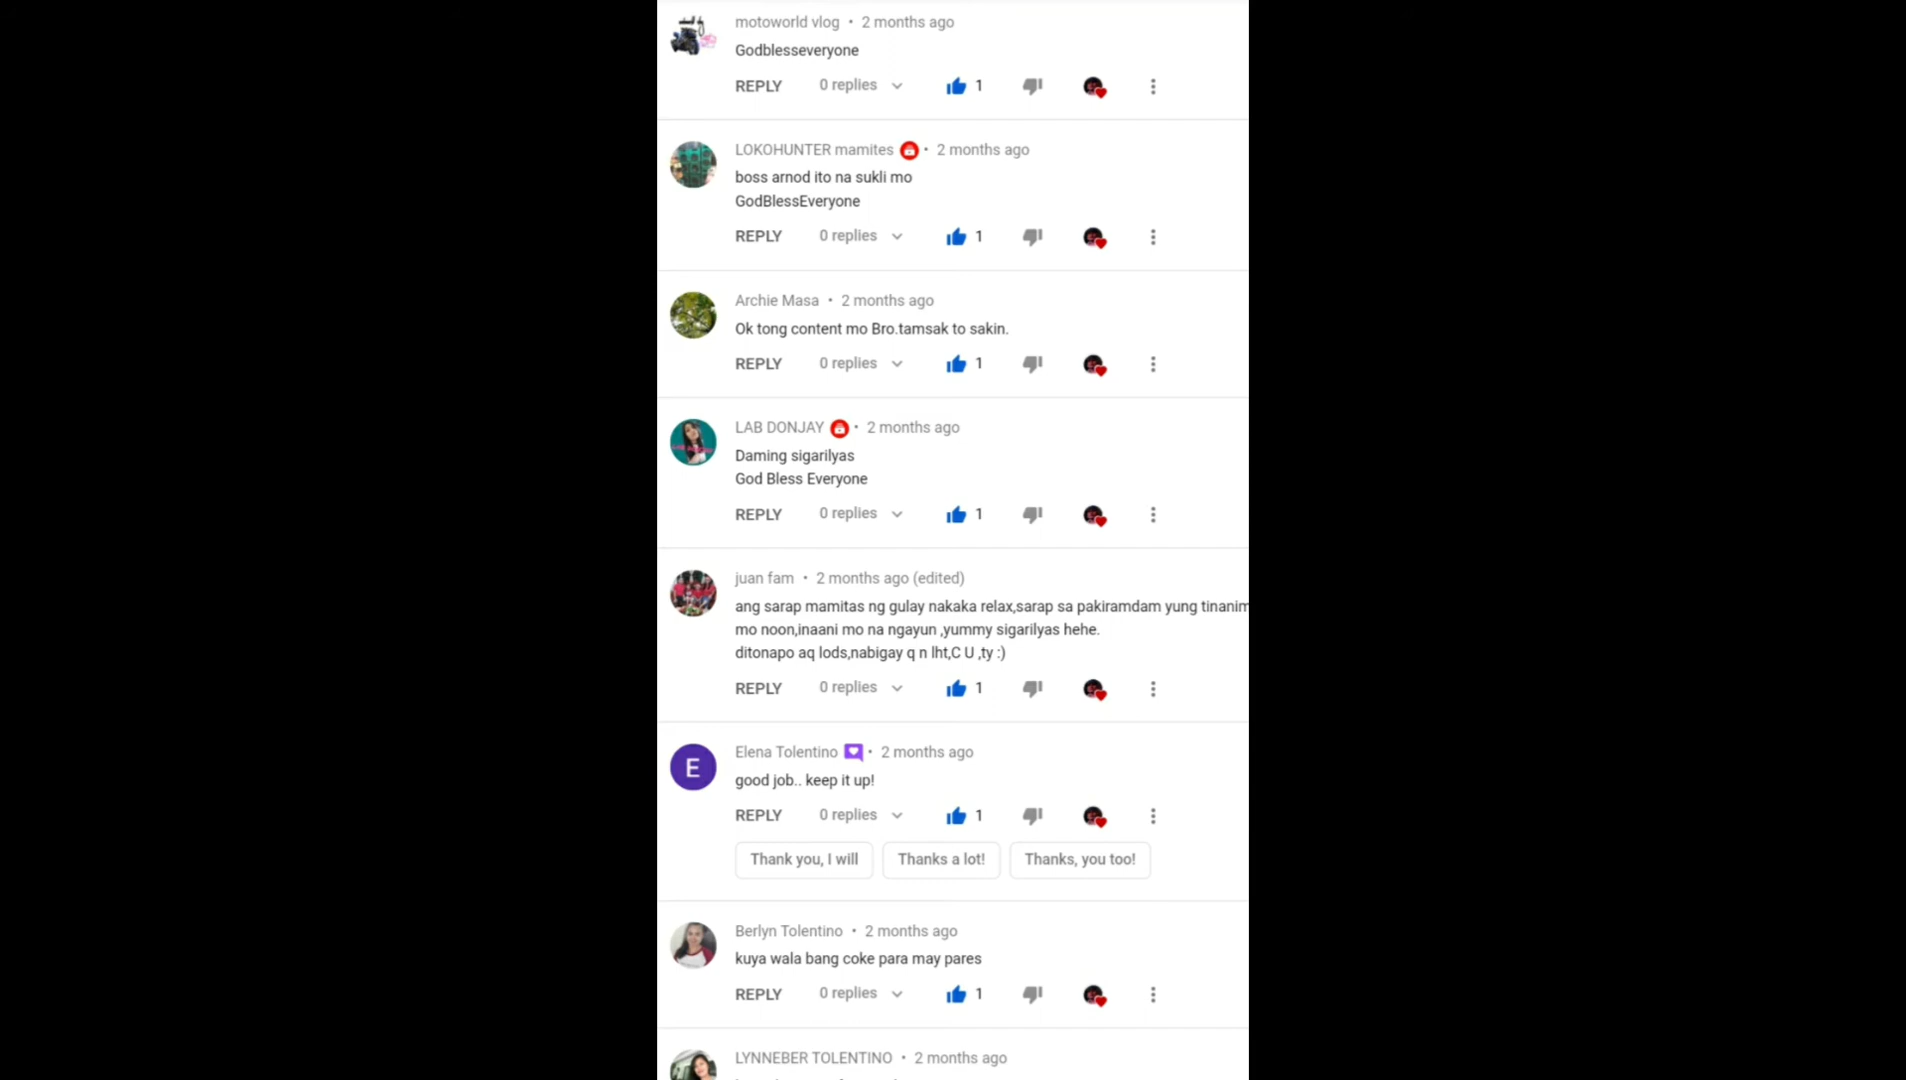 motoworld vlog • 2 months ago
Godblesseveryone
REPLY 0 replies 1
LOKOHUNTER mamites • 2 months ago
boss arnod ito na sukli mo
GodBlessEveryone
REPLY 0 replies 1
Archie Masa • 2 months ago
Ok tong content mo Bro.tamsak to sakin.
REPLY 0 replies 1
LAB DONJAY • 2 months ago
Daming sigarilyas
God Bless Everyone
REPLY 0 replies 1
juan fam • 2 months ago (edited)
ang sarap mamitas ng gulay nakaka relax,sarap sa pakiramdam yung tinanim
mo noon,inaani mo na ngayun ,yummy sigarilyas hehe.
ditonapo aq lods,nabigay q n lht,C U ,ty :)
REPLY 0 replies 1
E
Elena Tolentino • 2 months ago
good job.. keep it up!
REPLY 0 replies 1
Thank you, I will Thanks a lot! Thanks, you too!
Berlyn Tolentino • 2 months ago
kuya wala bang coke para may pares
REPLY 0 replies 1
LYNNEBER TOLENTINO • 2 months ago